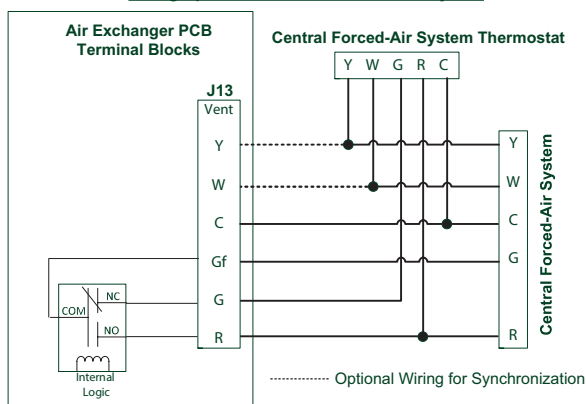 Air Exchanger PCB
Terminal Blocks
Central Forced-Air System Thermostat
Y W G R C
J13
Vent
Y
W
C
Gf
G
R
Y
W
C
G
R
Central Forced-Air System
NC
COM
NO
Internal
Logic
Optional Wiring for Synchronization